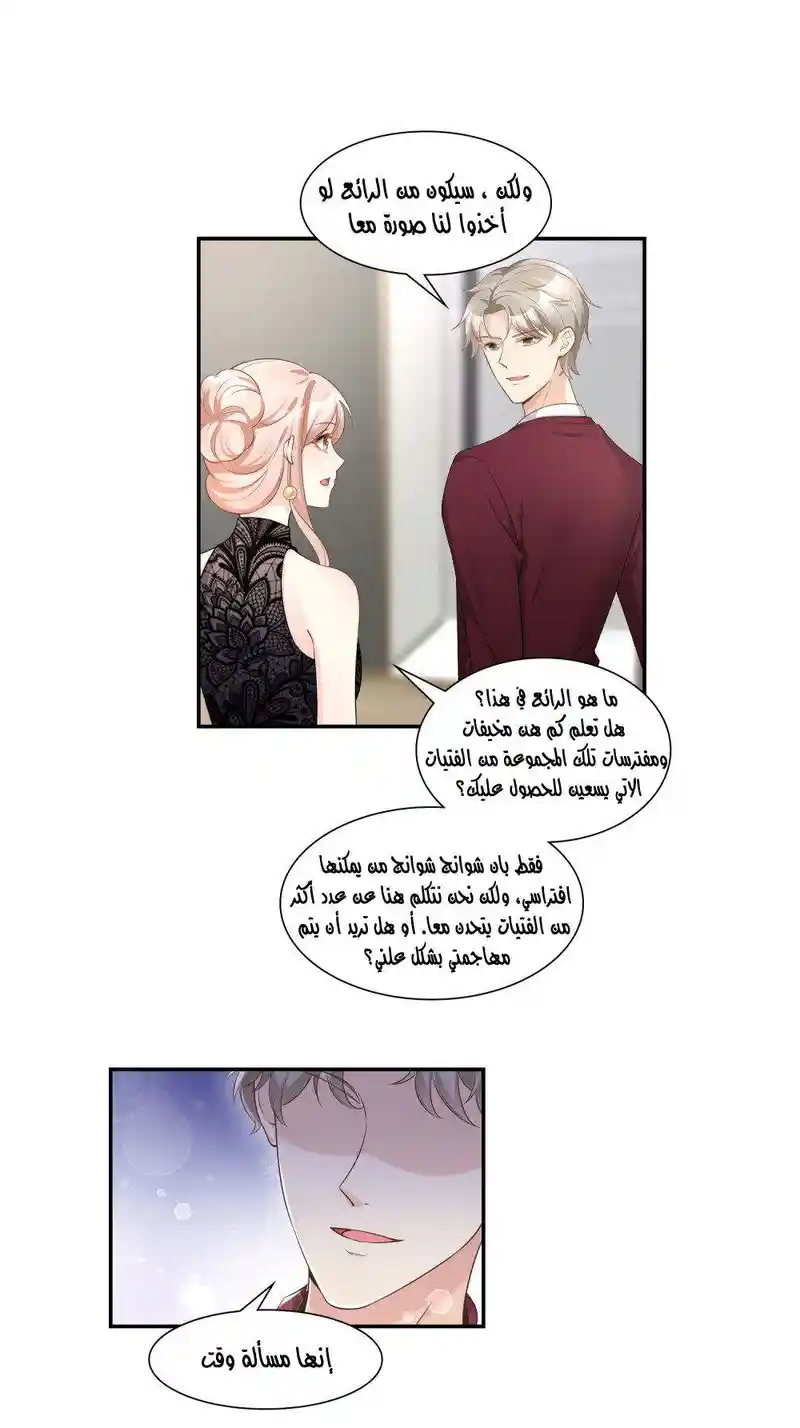 ولكن ، سيكون من الرائع لو
أخذوا لنا صورة معا
ما هو الرائع في هذا؟
هل تعلم كم هن مخيفات
ومفترسات تلك المجموعة من الفتيات
الاتي يسعين للحصول عليك؟
فقط بان شوانج شوانج من يمكنها
افتراسي، ولكن نحن نتكلم هنا عن عدد أكثر
من الفتيات يتحدن معا. أو هل تريد أن يتم
مهاجمتي بشكل علني؟
إنها مسألة وقت